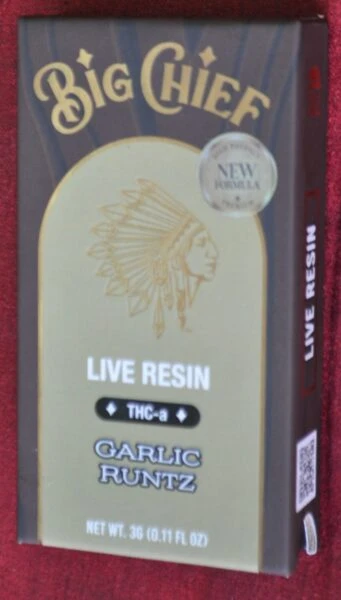 BIG CHIEF
NEW
FORMULA
LIVE RESIN
THC-a
GARLIC
RUNTZ
NET WT. 3G (0.11 FL OZ)
LIVE RESIN